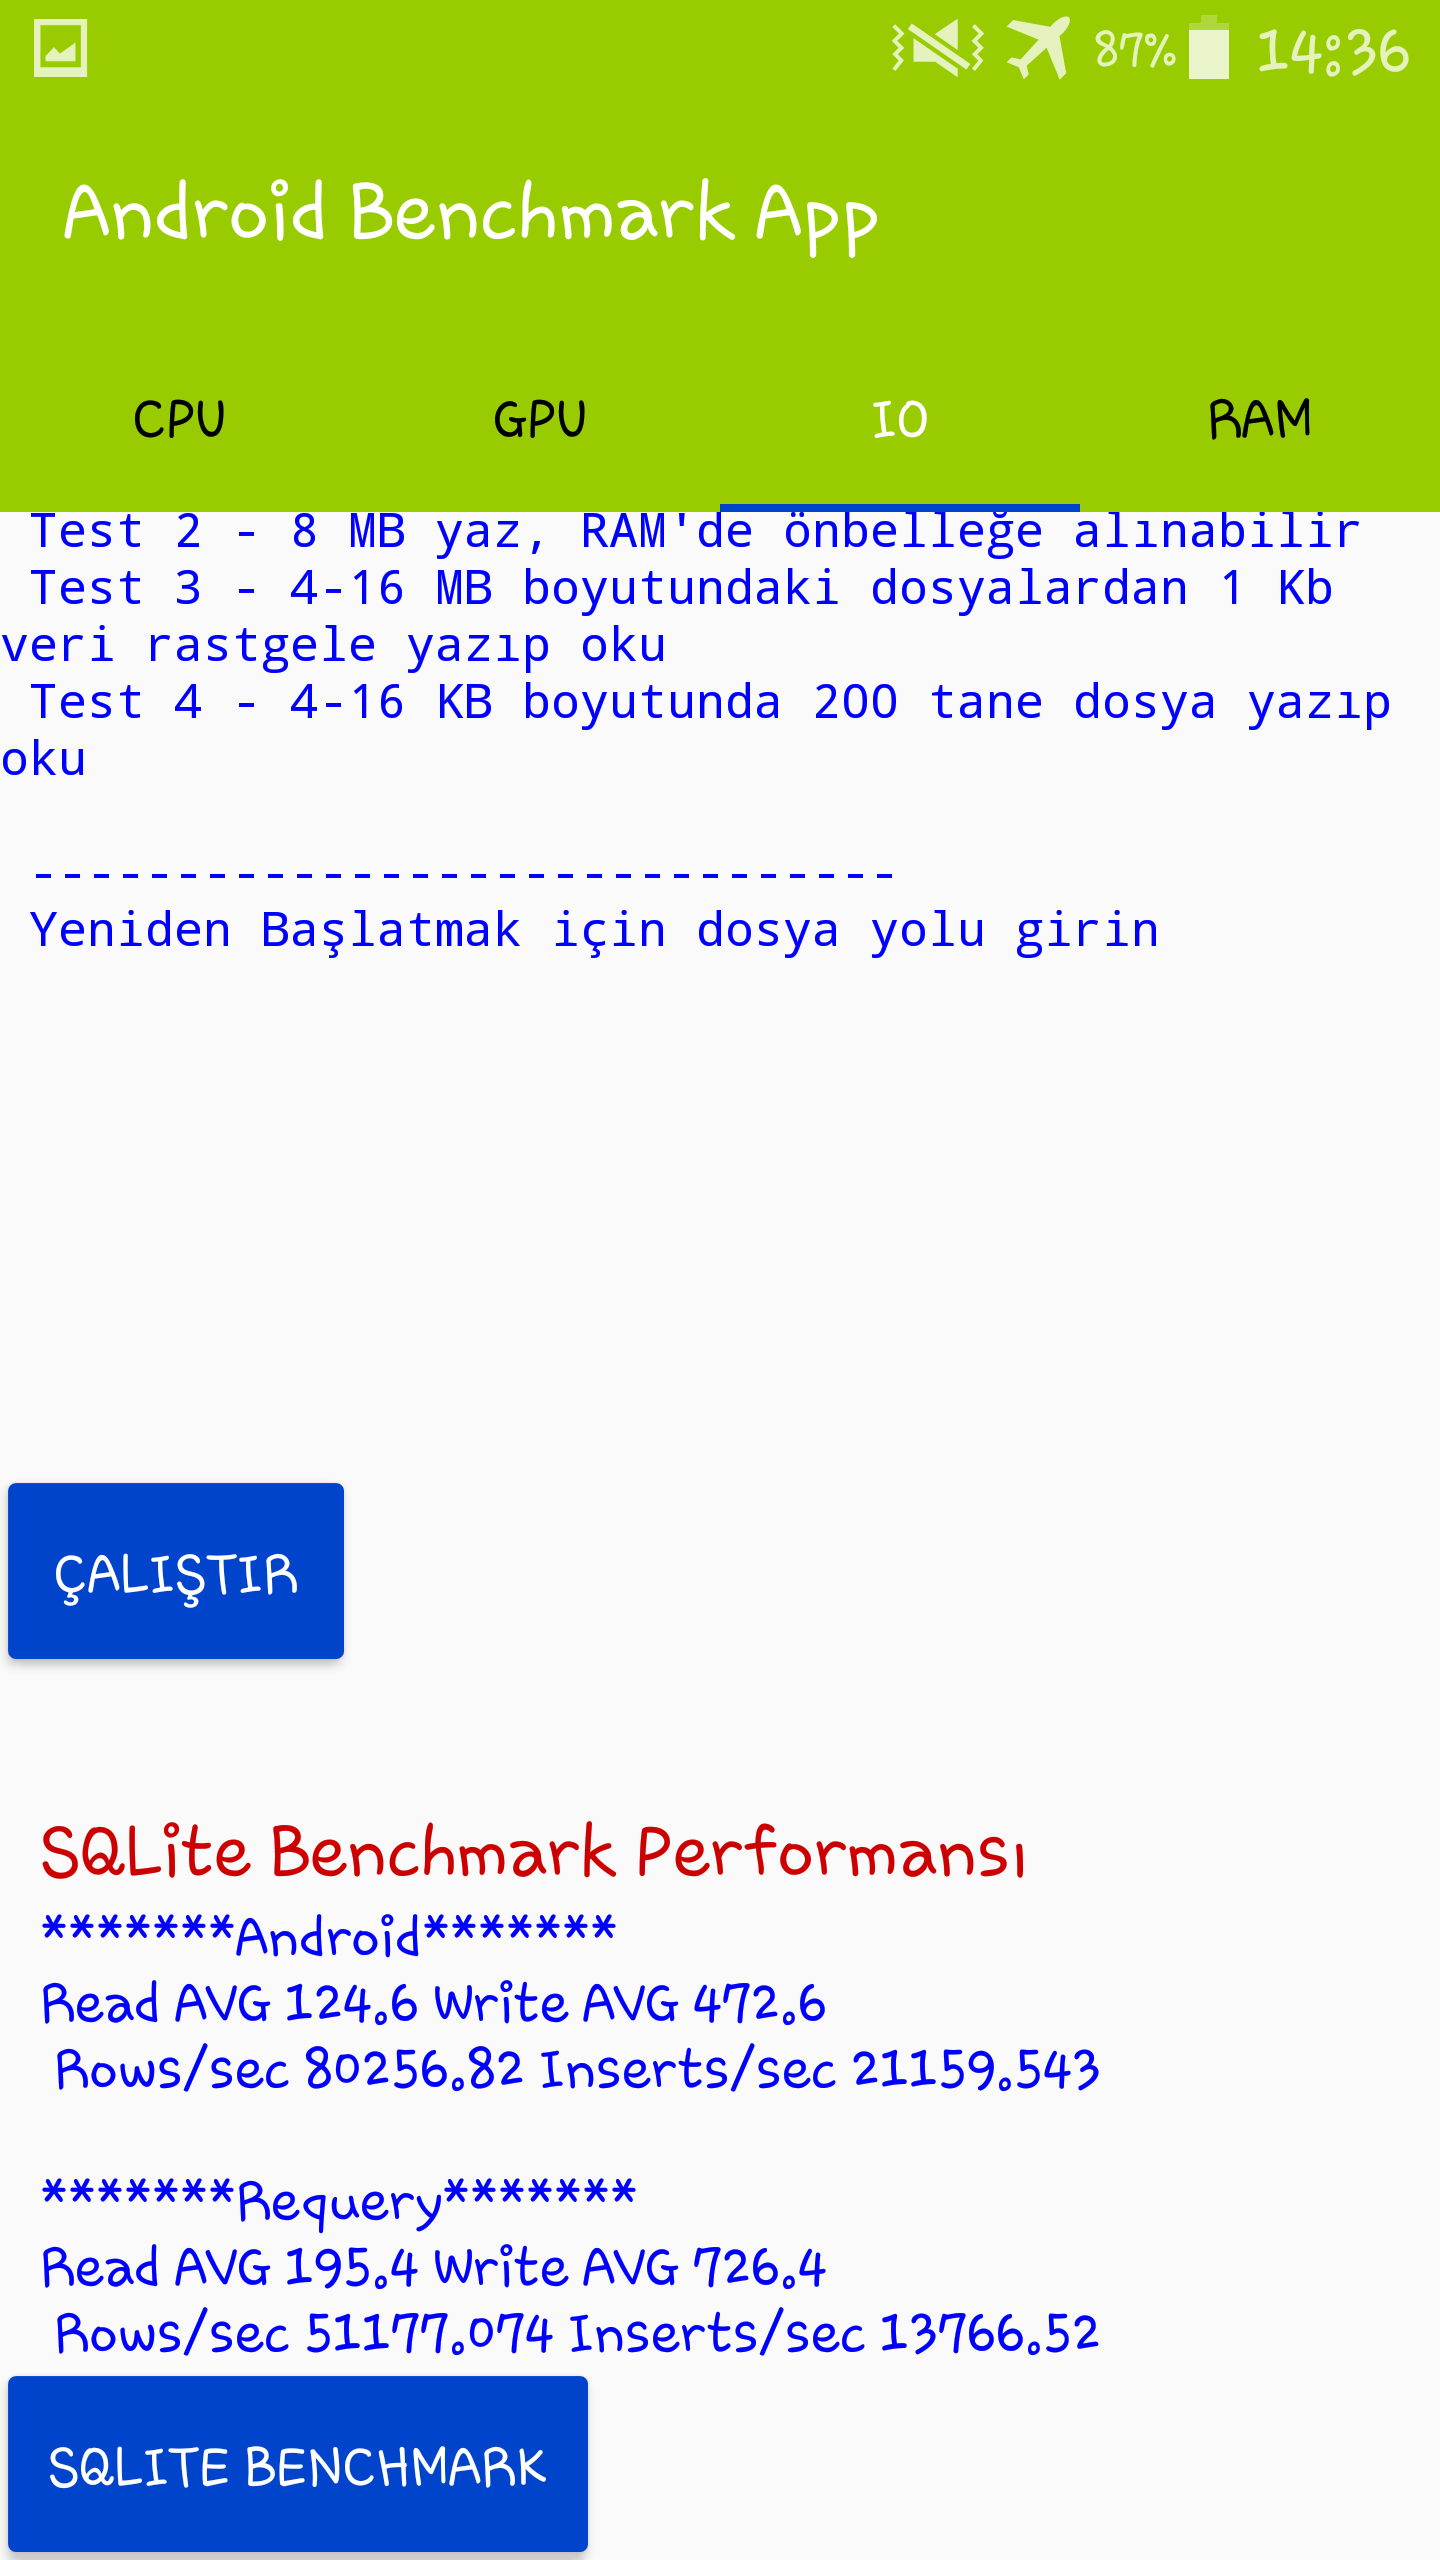 87% 14:36
Android Benchmark App
CPU GPU IO RAM
Test 2 - 8 MB yaz, RAM'de önbelleğe alınabilir
Test 3 - 4-16 MB boyutundaki dosyalardan 1 Kb
veri rastgele yazıp oku
Test 4 - 4-16 KB boyutunda 200 tane dosya yazıp
oku
------------------------------
Yeniden Başlatmak için dosya yolu girin
ÇALIŞTIR
SQLite Benchmark Performansı
*******Android*******
Read AVG 124.6 Write AVG 472.6
Rows/sec 80256.82 Inserts/sec 21159.543
*******Requery*******
Read AVG 195.4 Write AVG 726.4
Rows/sec 51177.074 Inserts/sec 13766.52
SQLITE BENCHMARK